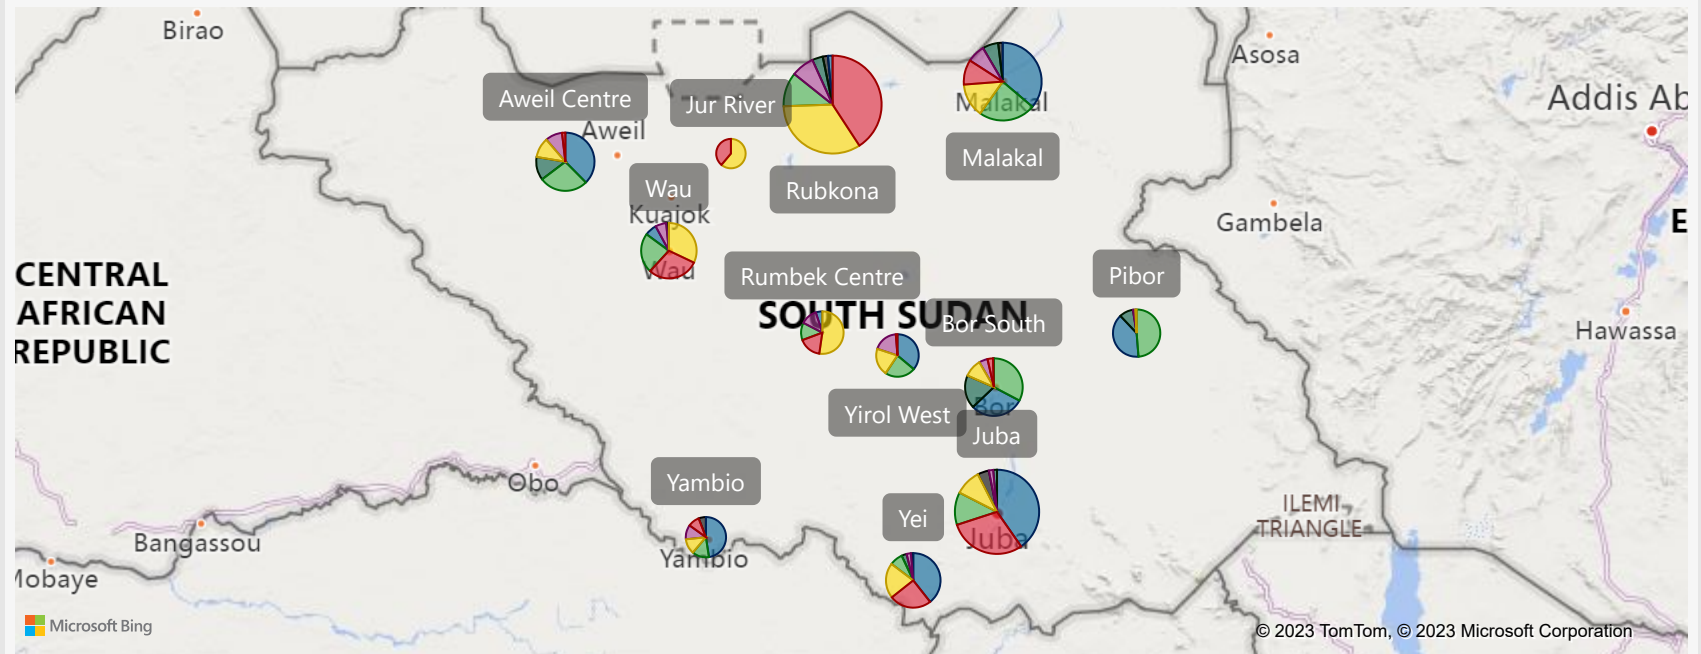 Birao
Asosa
Aweil Centre
Jur River
Addis Ab
Malakal
Aweil
Malakal
Wau
Rubkona
Kuajok
Gambela
E
Wau
Rumbek Centre
Pibor
CENTRAL
AFRICAN
REPUBLIC
SOUTH SUDAN
Bor South
Hawassa
Bor
Yirol West
Juba
Yambio
Obo
Yei
ILEMI
TRIANGLE
Juba
Bangassou
Yambio
Mobaye
Microsoft Bing
© 2023 TomTom, © 2023 Microsoft Corporation